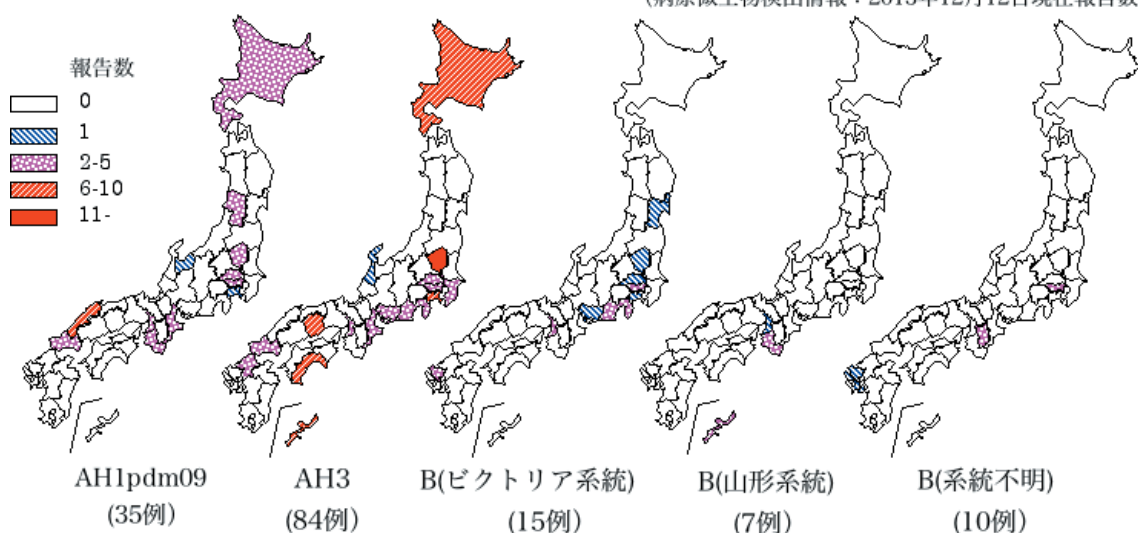 報告数
0
1
2-5
6-10
11-
AH1pdm09
(35例)
AH3
(84例)
B(ビクトリア系統)
(15例)
B(山形系統)
(7例)
B(系統不明)
(10例)